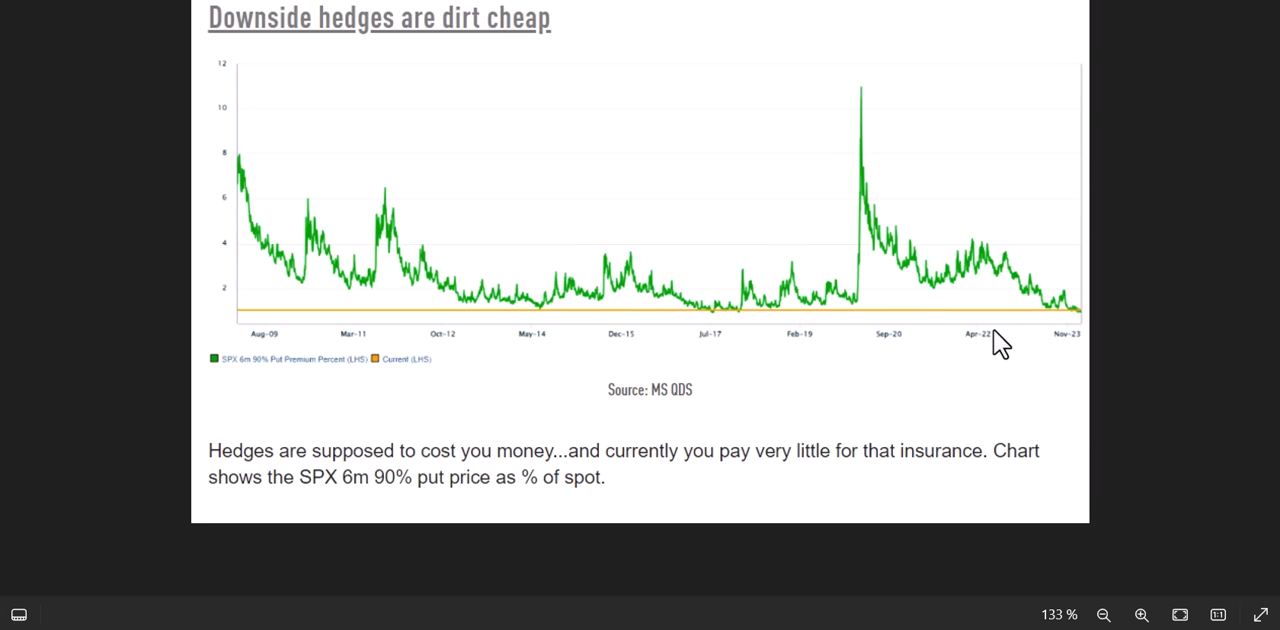 Downside hedges are dirt cheap
12
10
8
6
4
2
Aug-09 Mar-11 Oct-12 May-14 Dec-15 Jul-17 Feb-19 Sep-20 Apr-22 Nov-23
SPX 6m 90% Put Premium Percent (LHS) Current (LHS)
Source: MS QDS
Hedges are supposed to cost you money...and currently you pay very little for that insurance. Chart
shows the SPX 6m 90% put price as % of spot.
133 % 1:1